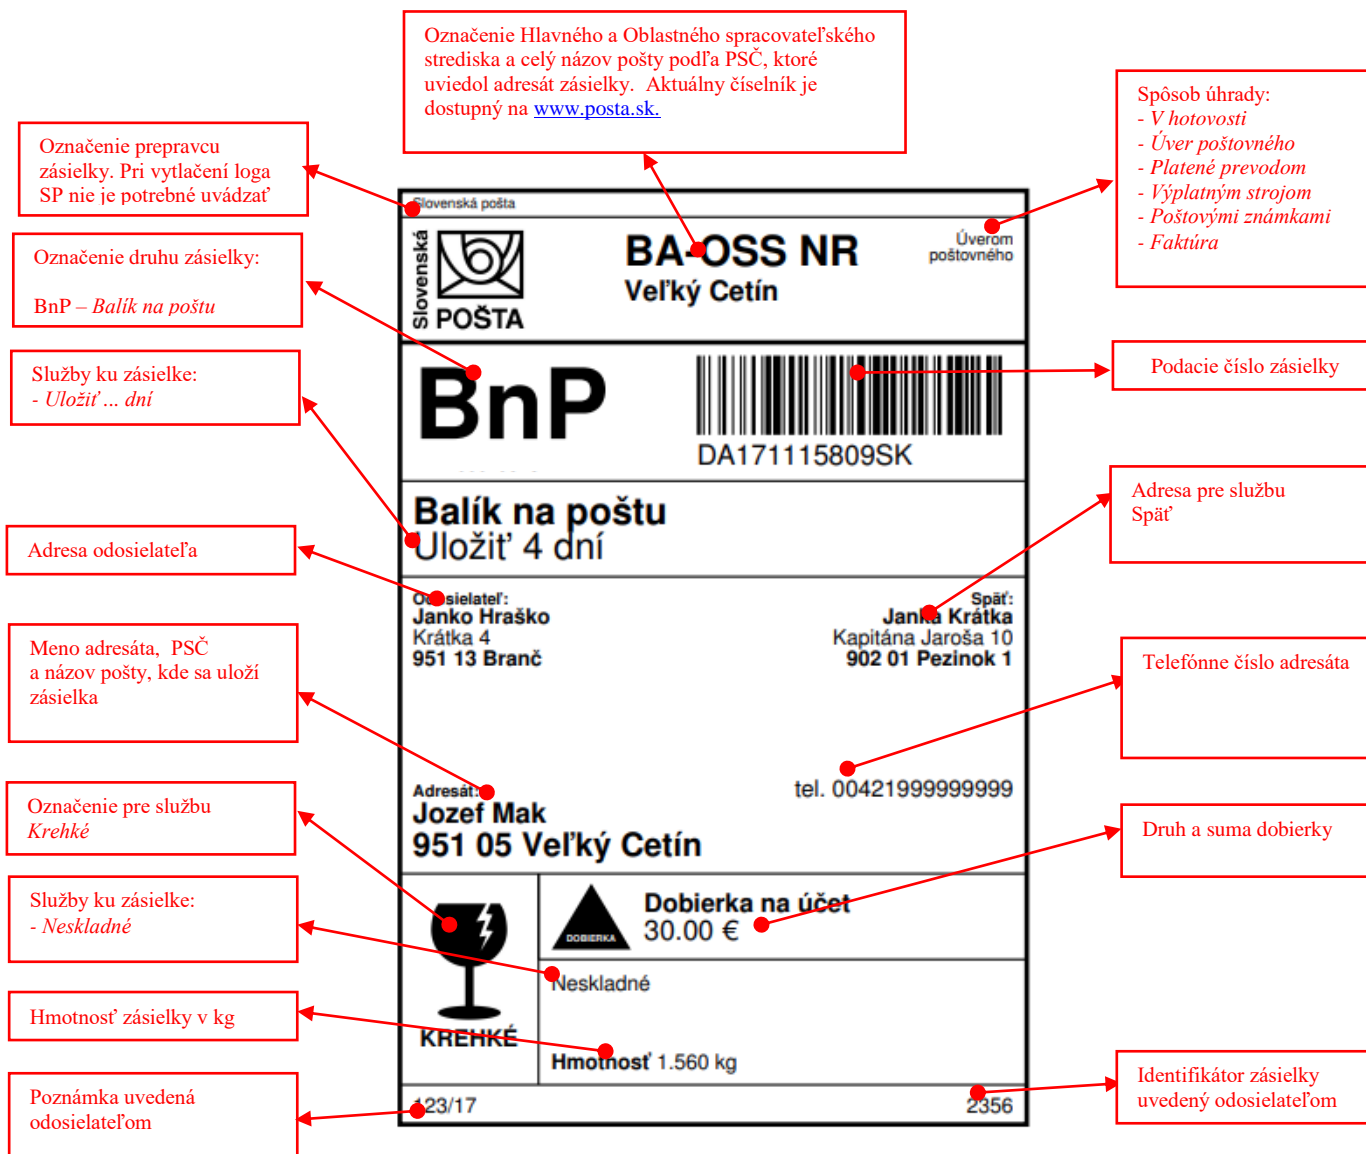 Označenie Hlavného a Oblastného spracovateľského
strediska a celý názov pošty podľa PSČ, ktoré
uviedol adresát zásielky. Aktuálny číselník je
dostupný na www.posta.sk.
Spôsob úhrady:
- V hotovosti
- Úver poštovného
- Platené prevodom
- Výplatným strojom
- Poštovými známkami
- Faktúra
Označenie prepravcu
zásielky. Pri vytlačení loga
SP nie je potrebné uvádzať
Označenie druhu zásielky:
BnP – Balík na poštu
Služby ku zásielke:
- Uložiť ... dní
Adresa odosielateľa
Meno adresáta, PSČ
a názov pošty, kde sa uloží
zásielka
Označenie pre službu
Krehké
Služby ku zásielke:
- Neskladné
Hmotnosť zásielky v kg
Poznámka uvedená
odosielateľom
Slovenská pošta
Slovenská
POŠTA
BA-OSS NR
Veľký Cetín
Úverom
poštovného
BnP
DA171115809SK
Balík na poštu
Uložiť 4 dní
Odosielateľ:
Janko Hraško
Krátka 4
951 13 Branč
Späť:
Janka Krátka
Kapitána Jaroša 10
902 01 Pezinok 1
tel. 00421999999999
Adresát:
Jozef Mak
951 05 Veľký Cetín
KREHKÉ
DOBIERKA
Dobierka na účet
30.00 €
Neskladné
Hmotnosť 1.560 kg
123/17
2356
Podacie číslo zásielky
Adresa pre službu
Späť
Telefónne číslo adresáta
Druh a suma dobierky
Identifikátor zásielky
uvedený odosielateľom